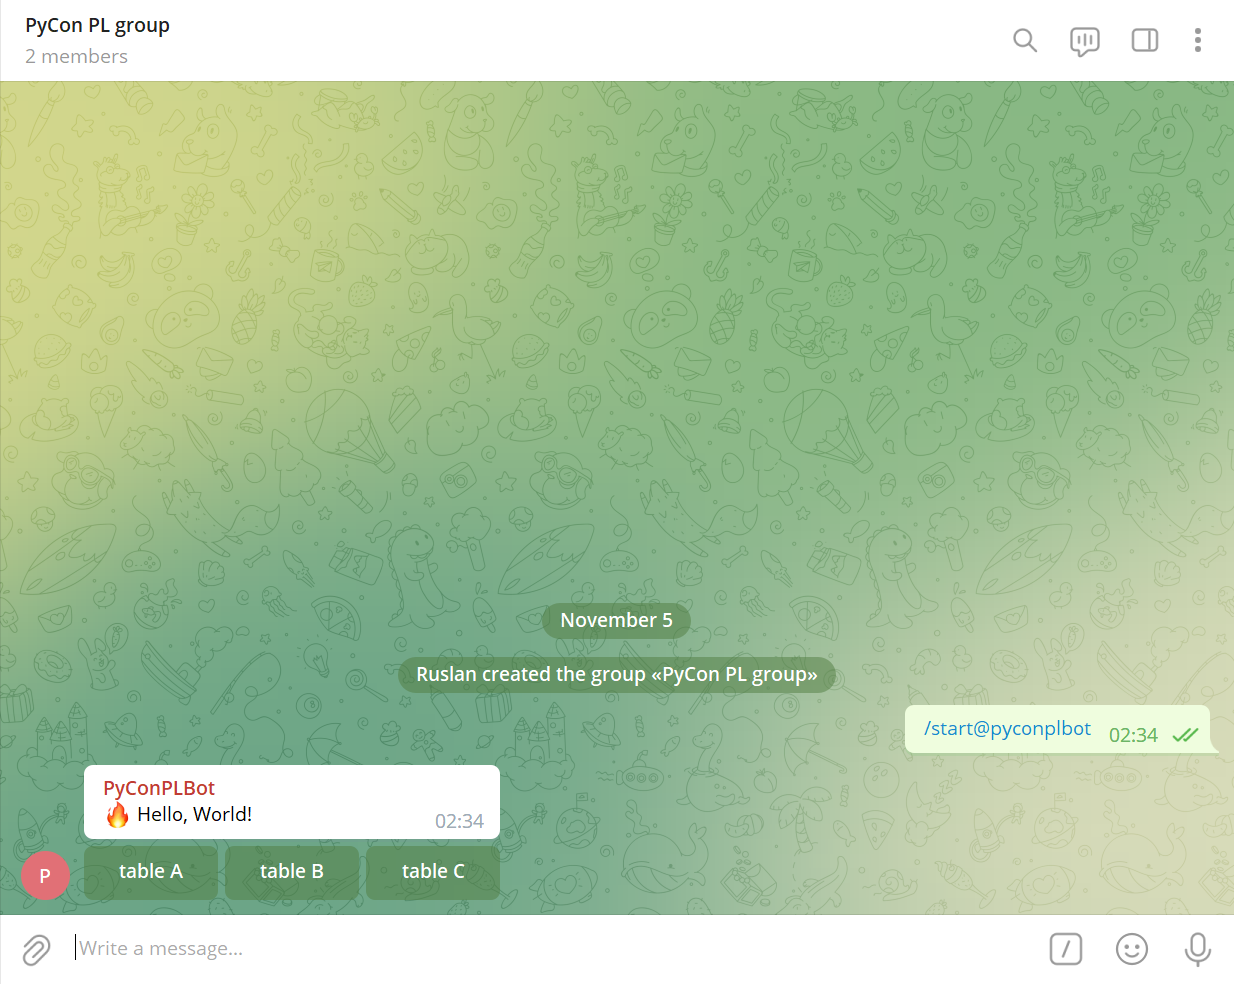 PyCon PL group
2 members
November 5
Ruslan created the group «PyCon PL group»
/start@pyconplbot 02:34
PyConPLBot
🔥 Hello, World! 02:34
P
table A
table B
table C
Write a message...